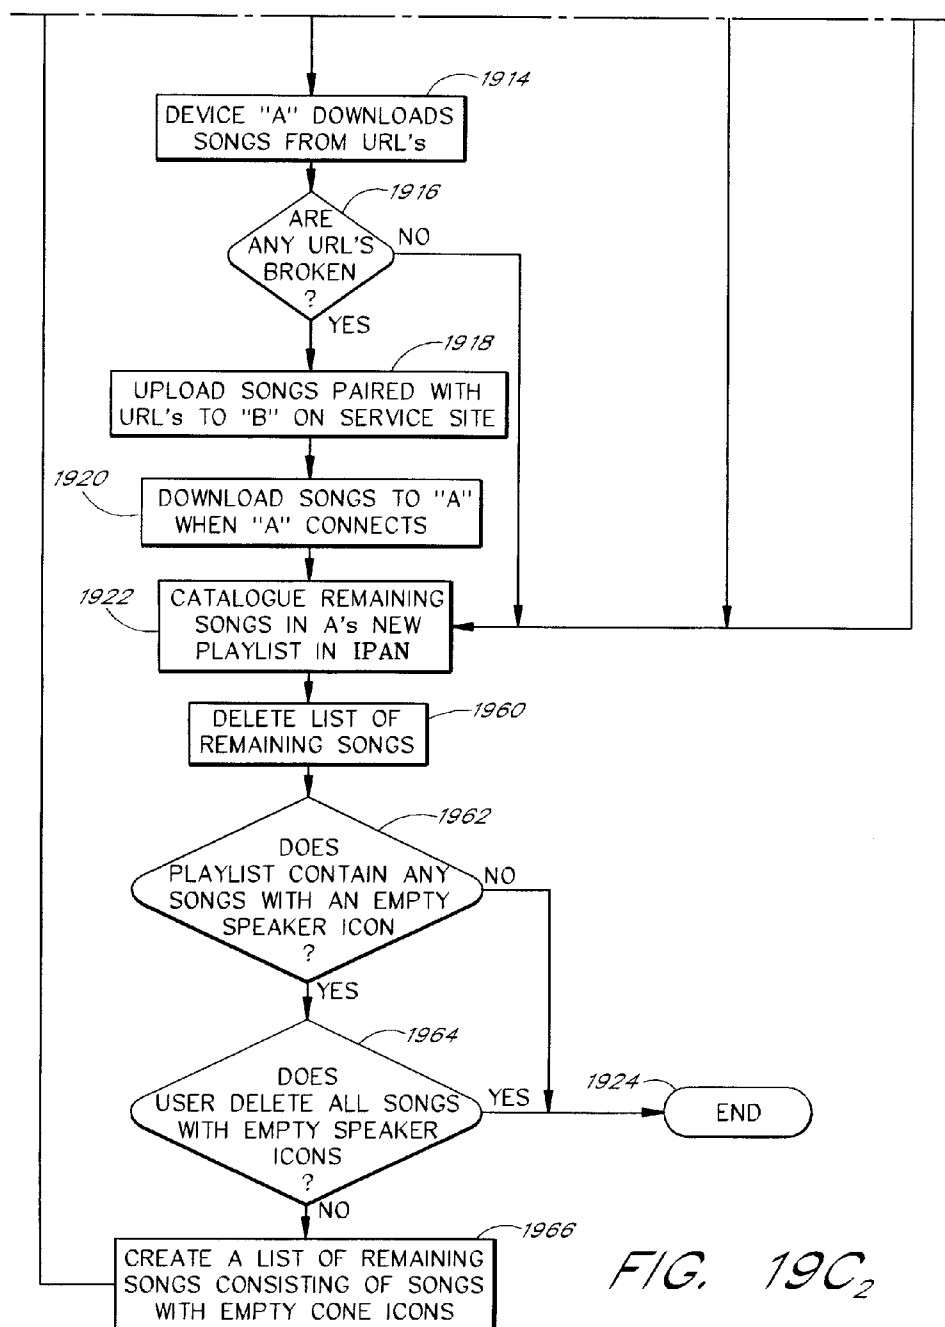 1914
DEVICE "A" DOWNLOADS
SONGS FROM URL's
1916
ARE
ANY URL'S
BROKEN
?
NO
YES
1918
UPLOAD SONGS PAIRED WITH
URL's TO "B" ON SERVICE SITE
1920
DOWNLOAD SONGS TO "A"
WHEN "A" CONNECTS
1922
CATALOGUE REMAINING
SONGS IN A's NEW
PLAYLIST IN IPAN
1960
DELETE LIST OF
REMAINING SONGS
1962
DOES
PLAYLIST CONTAIN ANY
SONGS WITH AN EMPTY
SPEAKER ICON
?
NO
YES
1964
DOES
USER DELETE ALL SONGS
WITH EMPTY SPEAKER
ICONS
?
YES
NO
1924
END
1966
CREATE A LIST OF REMAINING
SONGS CONSISTING OF SONGS
WITH EMPTY CONE ICONS
FIG. 19C₂